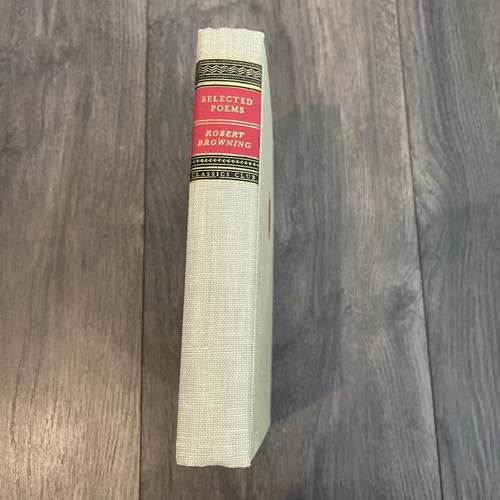 SELECTED
POEMS
ROBERT
BROWNING
CLASSICS CLUB